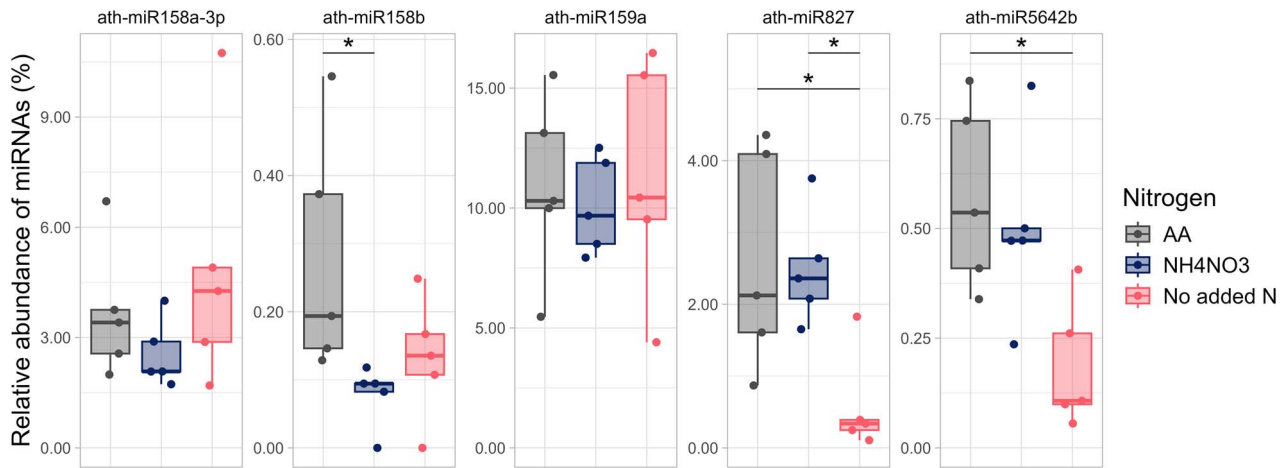 ath-miR158a-3p
ath-miR158b
ath-miR159a
ath-miR827
ath-miR5642b
Relative abundance of miRNAs (%)
9.00
6.00
3.00
0.00
0.60
0.40
0.20
0.00
*
15.00
10.00
5.00
0.00
4.00
2.00
0.00
*
*
0.75
0.50
0.25
0.00
*
Nitrogen
AA
NH4NO3
No added N